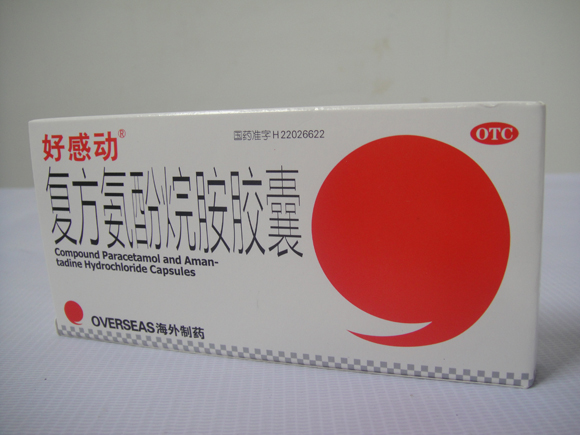 好感动®
国药准字H22026622
OTC
复方氨酚烷胺胶囊
Compound Paracetamol and Aman-
tadine Hydrochloride Capsules
OVERSEAS海外制药